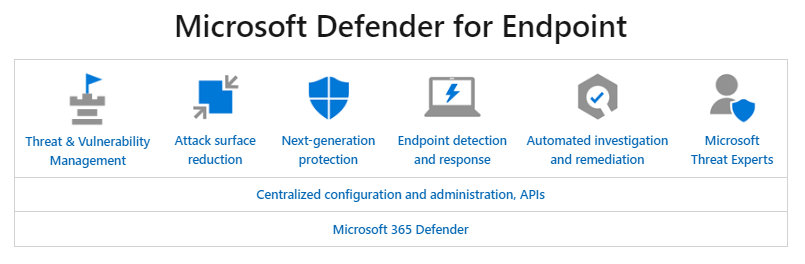 Microsoft Defender for Endpoint
Threat & Vulnerability
Management
Attack surface
reduction
Next-generation
protection
Endpoint detection
and response
Automated investigation
and remediation
Microsoft
Threat Experts
Centralized configuration and administration, APIs
Microsoft 365 Defender